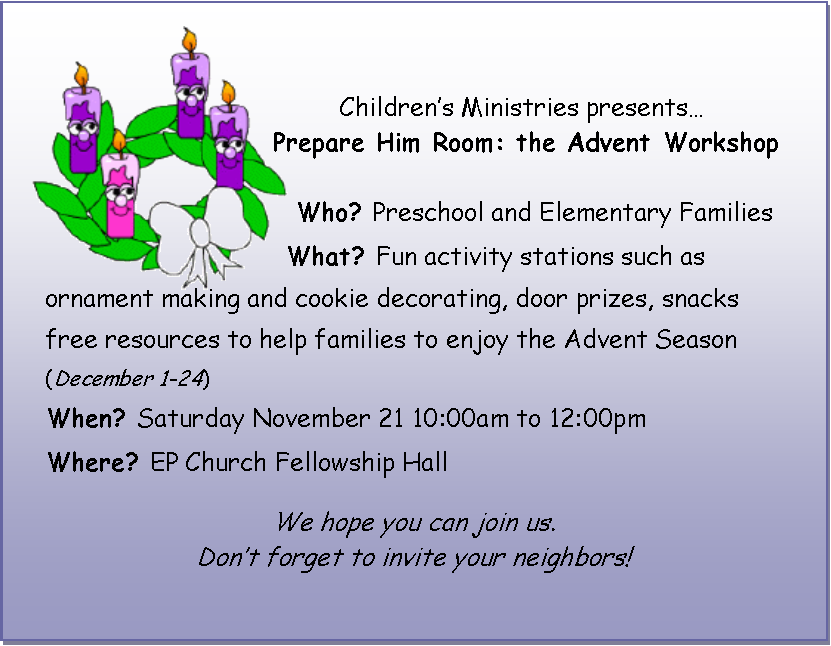 Children's Ministries presents…
Prepare Him Room: the Advent Workshop
Who? Preschool and Elementary Families
What? Fun activity stations such as
ornament making and cookie decorating, door prizes, snacks
free resources to help families to enjoy the Advent Season
(December 1-24)
When? Saturday November 21 10:00am to 12:00pm
Where? EP Church Fellowship Hall
We hope you can join us.
Don't forget to invite your neighbors!